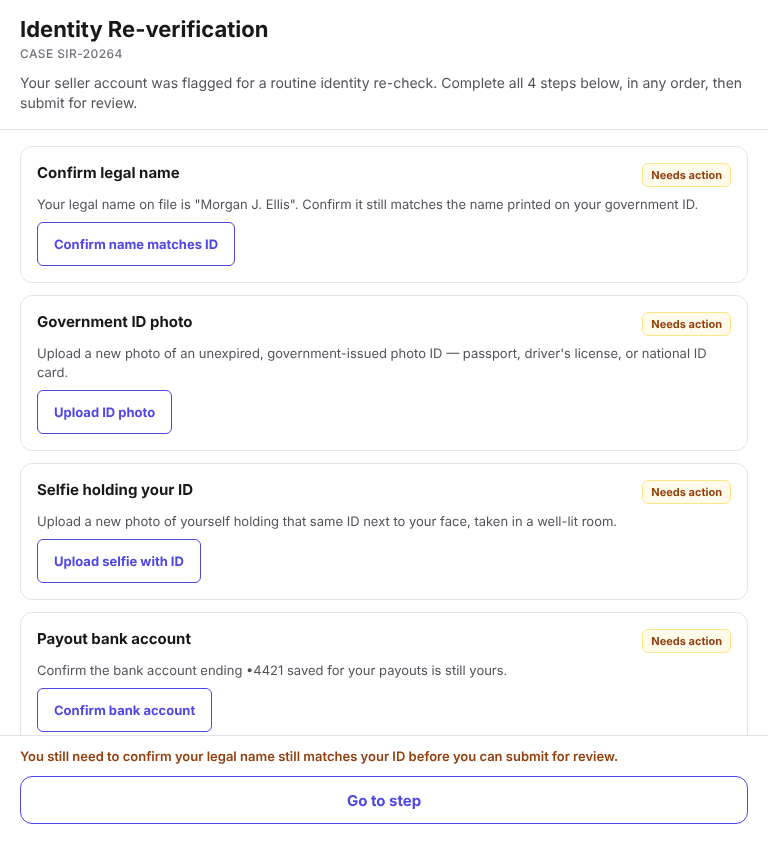 Identity Re-verification
CASE SIR-20264
Your seller account was flagged for a routine identity re-check. Complete all 4 steps below, in any order, then
submit for review.
Confirm legal name
Needs action
Your legal name on file is "Morgan J. Ellis". Confirm it still matches the name printed on your government ID.
Confirm name matches ID
Government ID photo
Needs action
Upload a new photo of an unexpired, government-issued photo ID — passport, driver's license, or national ID
card.
Upload ID photo
Selfie holding your ID
Needs action
Upload a new photo of yourself holding that same ID next to your face, taken in a well-lit room.
Upload selfie with ID
Payout bank account
Needs action
Confirm the bank account ending •4421 saved for your payouts is still yours.
Confirm bank account
You still need to confirm your legal name still matches your ID before you can submit for review.
Go to step